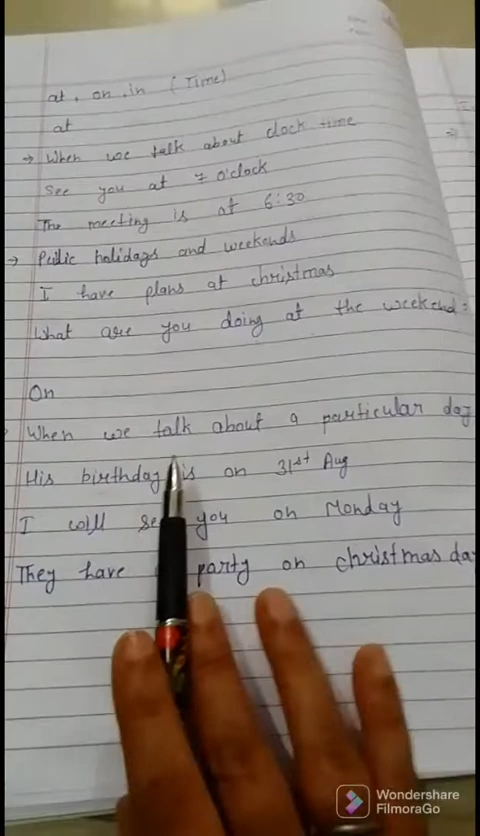 at, on, in (Time)
at
→ When we talk about clock time
See you at 7 o'clock
The meeting is at 6:30
→ Public holidays and weekends
I have plans at christmas
What are you doing at the weekend
On
When we talk about a particular day
His birthday is on 31st Aug
I will see you on Monday
They have party on christmas day
Wondershare
FilmoraGo